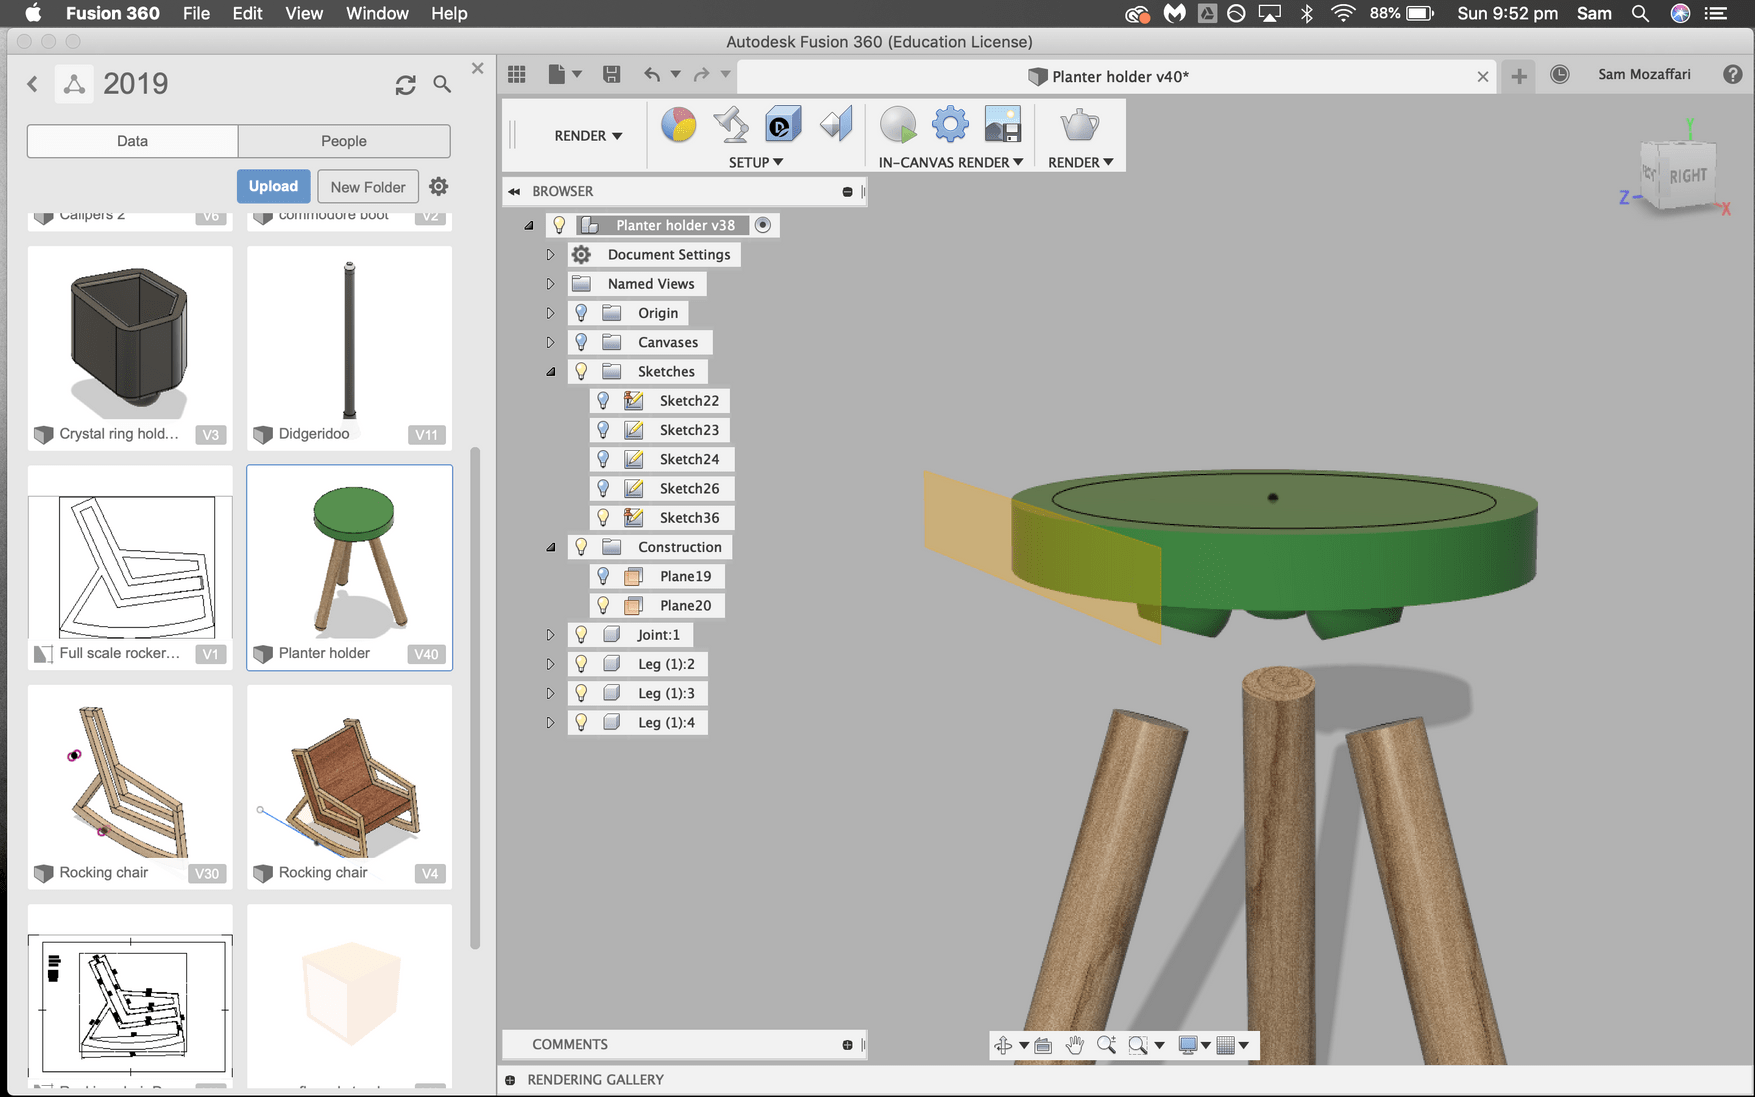 Fusion 360 File Edit View Window Help 88% Sun 9:52 pm Sam
Autodesk Fusion 360 (Education License)
2019
Data People
Upload New Folder
Calipers 2 V6
commodore boot V2
Crystal ring hold... V3
Didgeridoo V11
Full scale rocker... V1
Planter holder V40
Rocking chair V30
Rocking chair V4
Planter holder v40*
Sam Mozaffari
RENDER
SETUP
IN-CANVAS RENDER
RENDER
BROWSER
Planter holder v38
Document Settings
Named Views
Origin
Canvases
Sketches
Sketch22
Sketch23
Sketch24
Sketch26
Sketch36
Construction
Plane19
Plane20
Joint:1
Leg (1):2
Leg (1):3
Leg (1):4
Y
RIGHT
Z
X
COMMENTS
RENDERING GALLERY